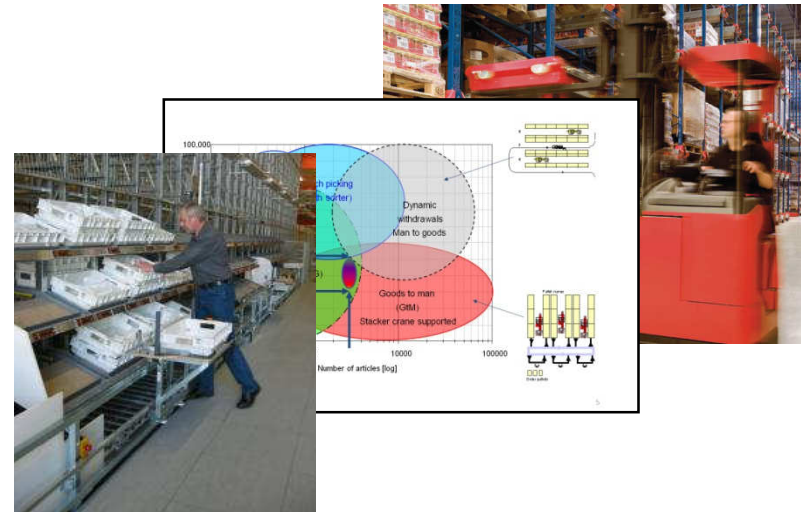 100,000
ch picking
sorter)
Dynamic
withdrawals
Man to goods
Goods to man
(GtM)
Stacker crane supported
10000
100000
Number of articles [log]
5